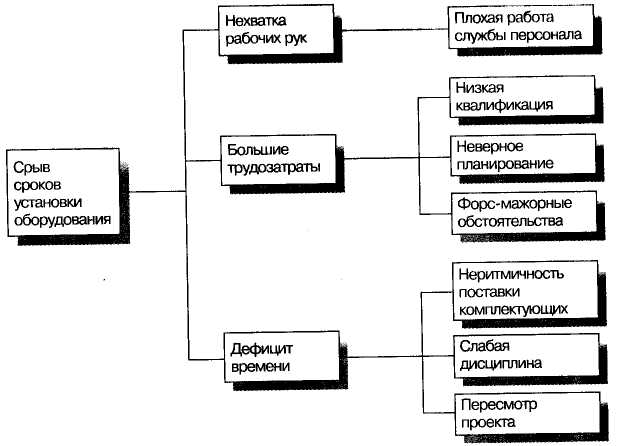 Срыв
сроков
установки
оборудования
Нехватка
рабочих рук
Плохая работа
службы персонала
Большие
трудозатраты
Низкая
квалификация
Неверное
планирование
Форс-мажорные
обстоятельства
Дефицит
времени
Неритмичность
поставки
комплектующих
Слабая
дисциплина
Пересмотр
проекта